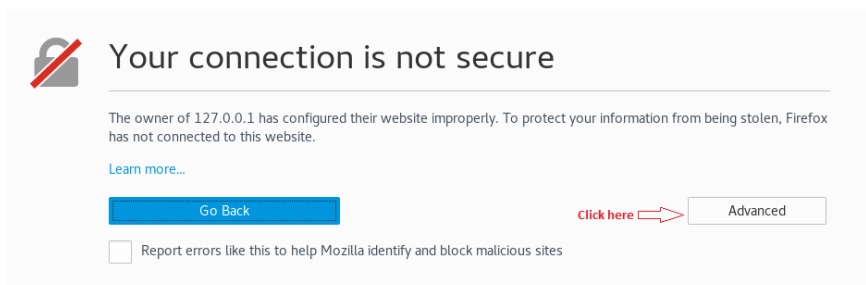 Your connection is not secure
The owner of 127.0.0.1 has configured their website improperly. To protect your information from being stolen, Firefox
has not connected to this website.
Learn more...
Go Back
Click here
Advanced
Report errors like this to help Mozilla identify and block malicious sites